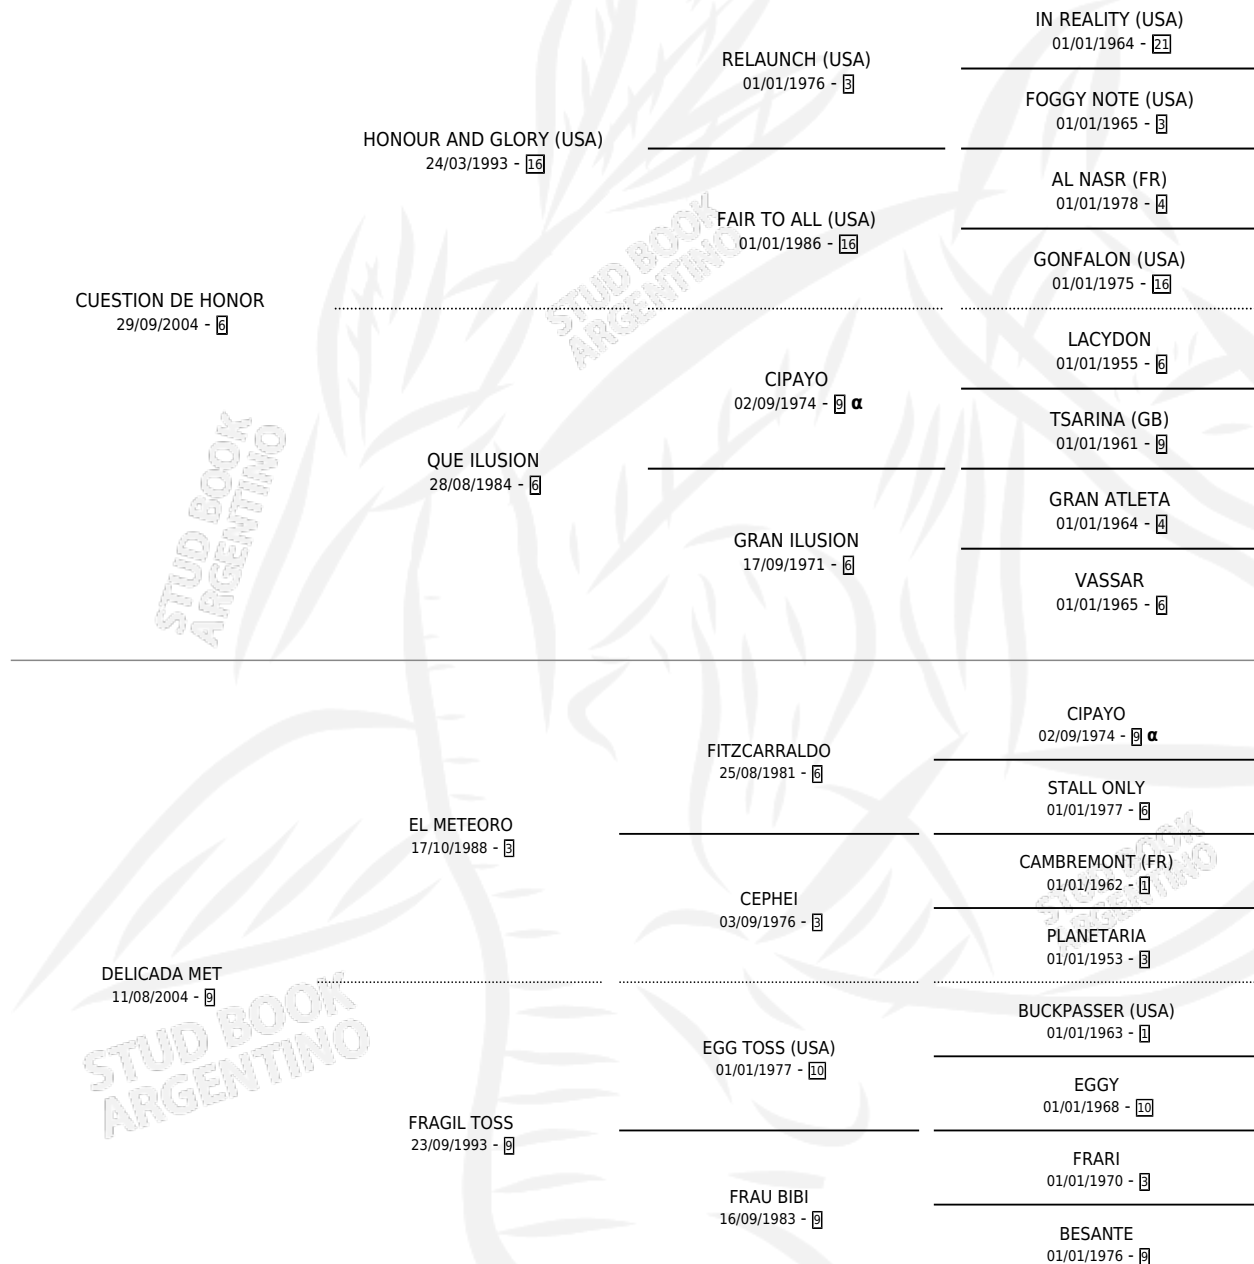 IN REALITY (USA)
01/01/1964 - 21
RELAUNCH (USA)
01/01/1976 - 3
FOGGY NOTE (USA)
01/01/1965 - 3
HONOUR AND GLORY (USA)
24/03/1993 - 16
AL NASR (FR)
01/01/1978 - 4
FAIR TO ALL (USA)
01/01/1986 - 16
GONFALON (USA)
01/01/1975 - 16
STUD BOOK
ARGENTINO
CUESTION DE HONOR
29/09/2004 - 6
LACYDON
01/01/1955 - 6
CIPAYO
02/09/1974 - 9 α
TSARINA (GB)
01/01/1961 - 9
QUE ILUSION
28/08/1984 - 6
GRAN ATLETA
01/01/1964 - 4
GRAN ILUSION
17/09/1971 - 6
VASSAR
01/01/1965 - 6
STUD BOOK
ARGENTINO
CIPAYO
02/09/1974 - 9 α
FITZCARRALDO
25/08/1981 - 6
STALL ONLY
01/01/1977 - 6
EL METEORO
17/10/1988 - 3
CAMBREMONT (FR)
01/01/1962 - 1
CEPHEI
03/09/1976 - 3
PLANETARIA
01/01/1953 - 3
STUD BOOK
ARGENTINO
DELICADA MET
11/08/2004 - 9
STUD BOOK
ARGENTINO
BUCKPASSER (USA)
01/01/1963 - 1
EGG TOSS (USA)
01/01/1977 - 10
EGGY
01/01/1968 - 10
FRAGIL TOSS
23/09/1993 - 9
FRARI
01/01/1970 - 3
FRAU BIBI
16/09/1983 - 9
BESANTE
01/01/1976 - 9